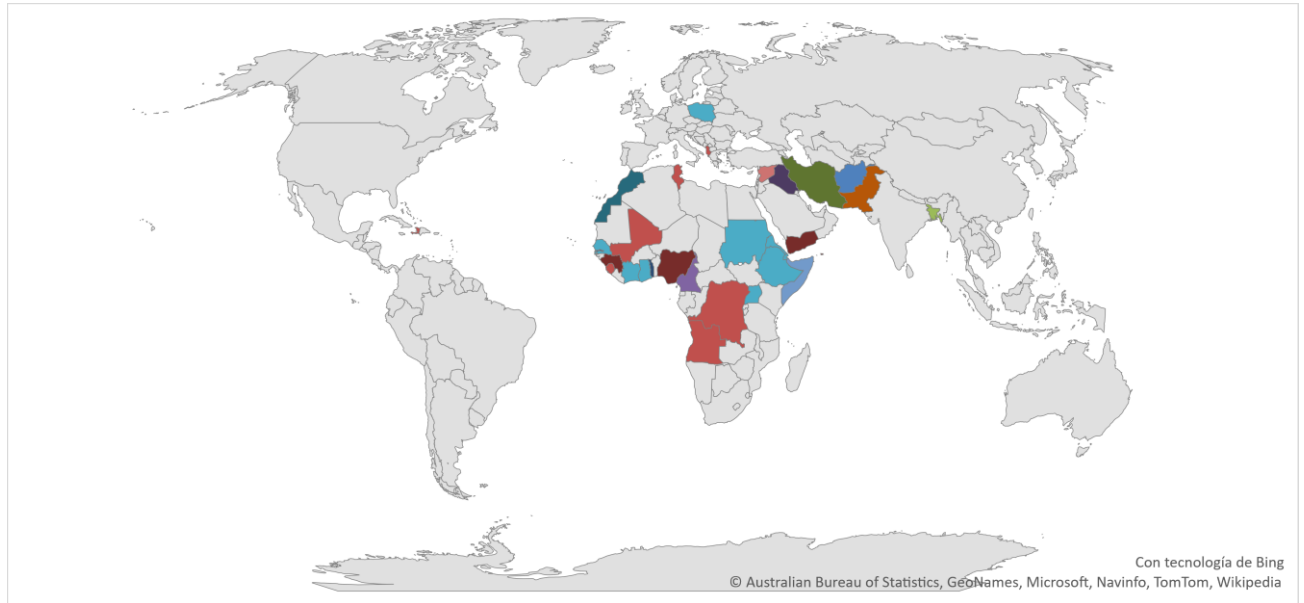 Con tecnología de Bing
© Australian Bureau of Statistics, GeoNames, Microsoft, Navinfo, TomTom, Wikipedia